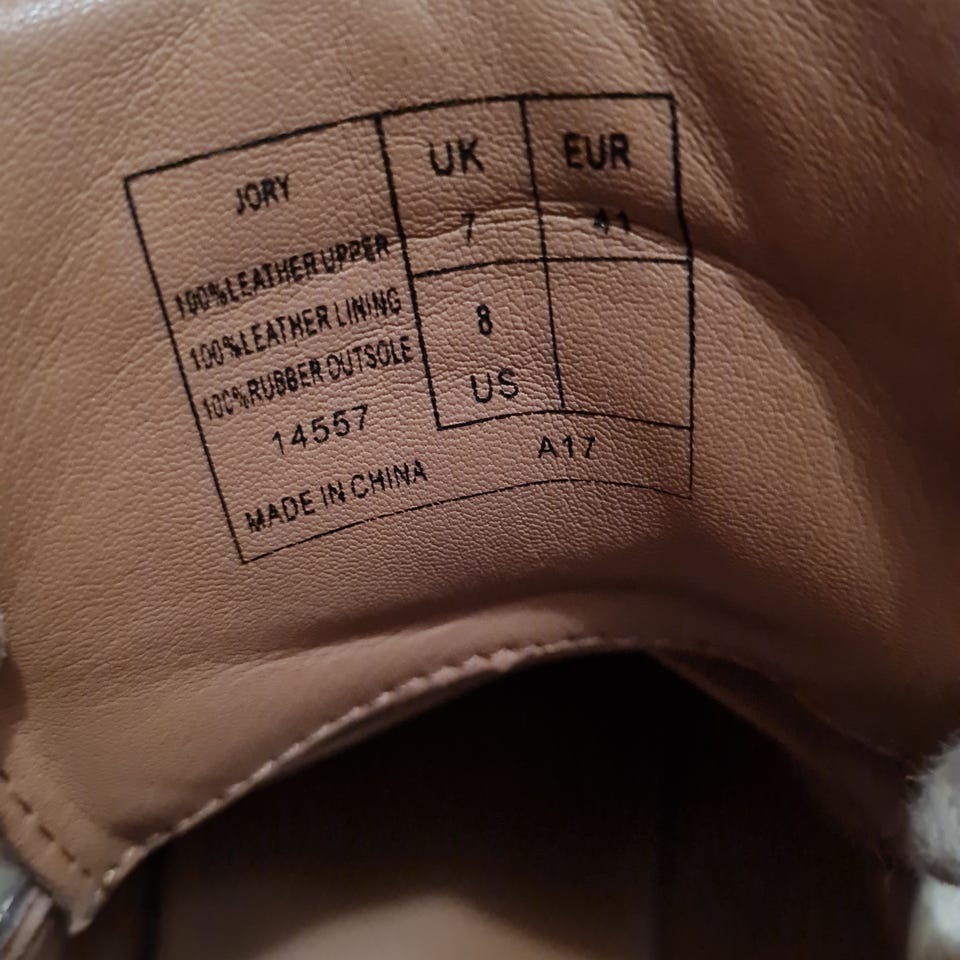 JORY
100% LEATHER UPPER
100% LEATHER LINING
100% RUBBER OUTSOLE
14557
MADE IN CHINA
UK
7
EUR
41
8
US
A17